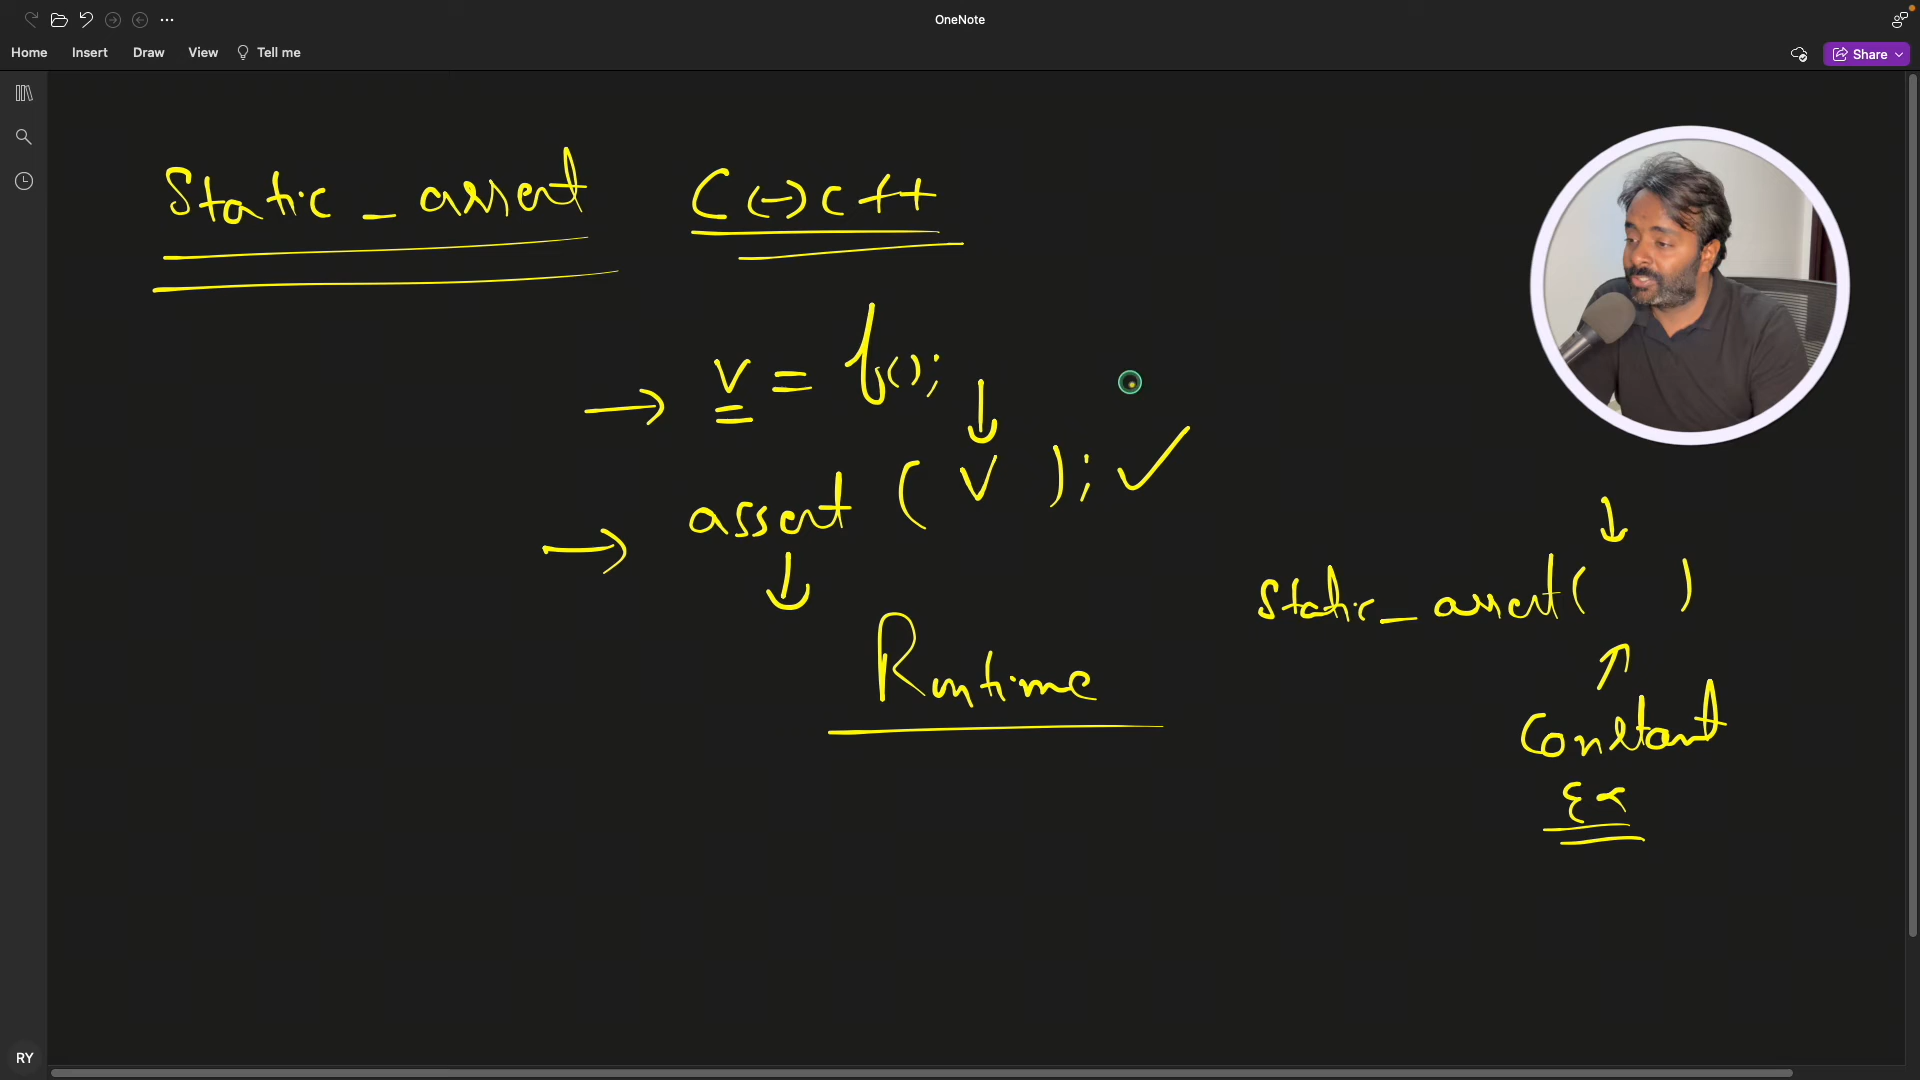 OneNote
Home Insert Draw View Tell me
Share
Static_assert C<->C++
V = f();
assert ( V ); ✓
Runtime
Static_assert( )
Constant
Ex
RY